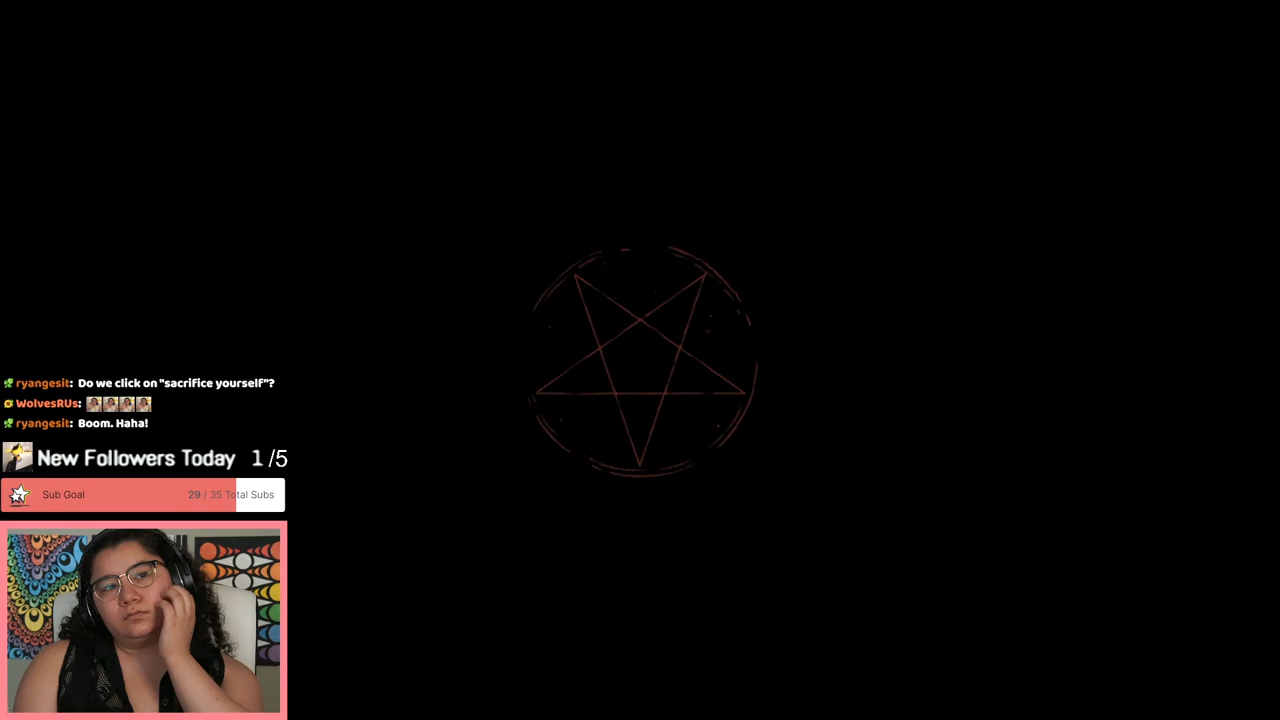 ryangesit: Do we click on "sacrifice yourself"?
WolvesRUs:
ryangesit: Boom. Haha!
New Followers Today 1 /5
Sub Goal 29 / 35 Total Subs